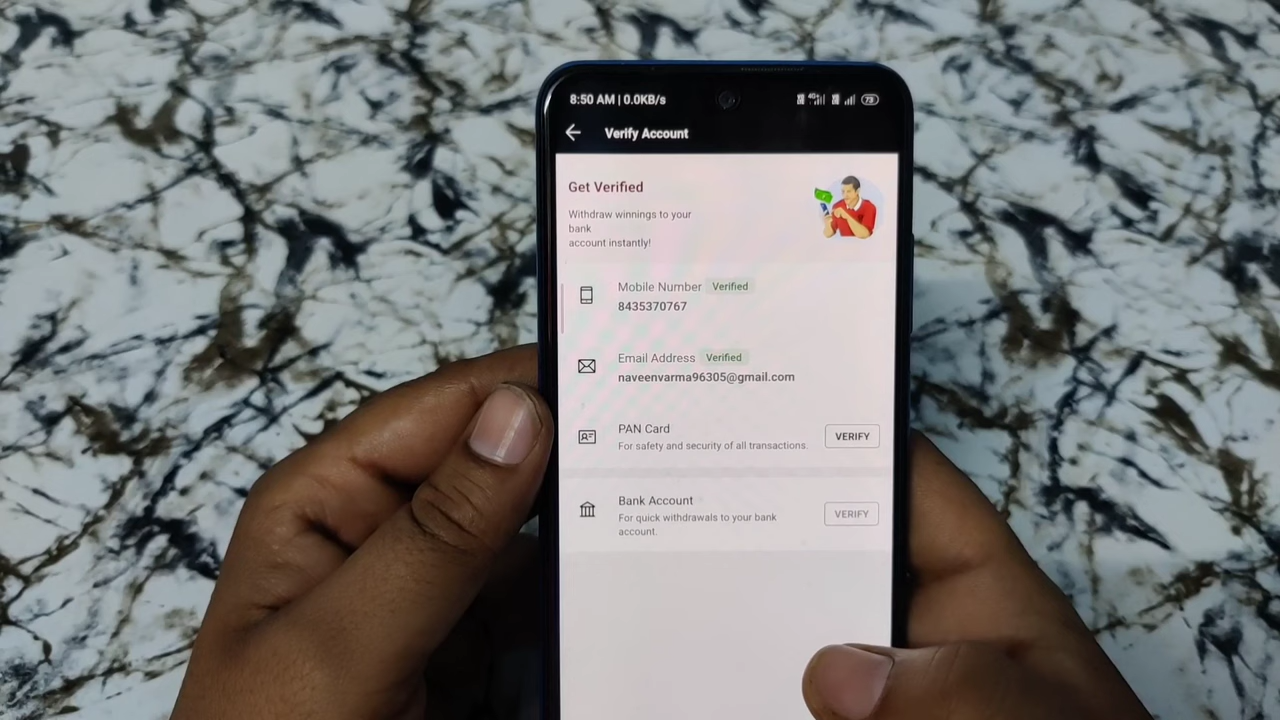 8:50 AM | 0.0KB/s
4G
73
Verify Account
Get Verified
Withdraw winnings to your
bank
account instantly!
Mobile Number Verified
8435370767
Email Address Verified
naveenvarma96305@gmail.com
PAN Card
For safety and security of all transactions.
VERIFY
Bank Account
For quick withdrawals to your bank
account.
VERIFY